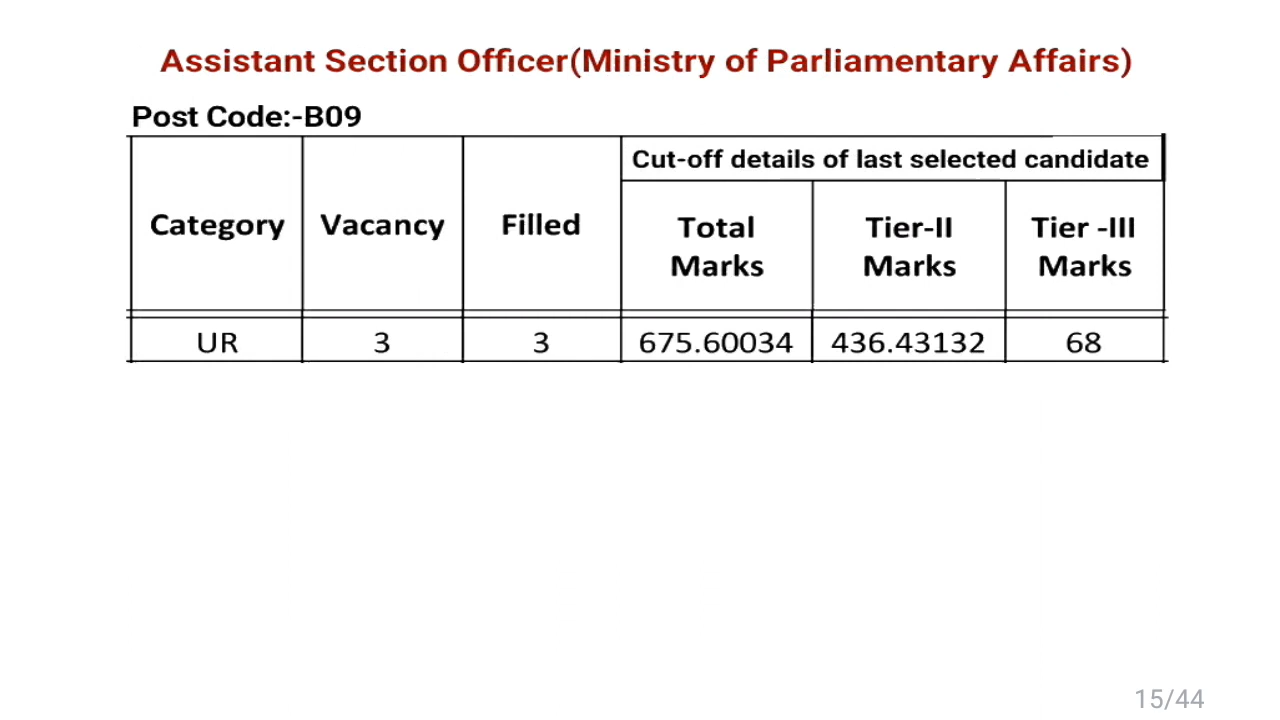 Assistant Section Officer(Ministry of Parliamentary Affairs)
Post Code:-B09
Cut-off details of last selected candidate
Category Vacancy Filled Total Marks Tier-II Marks Tier -III Marks
UR 3 3 675.60034 436.43132 68
15/44